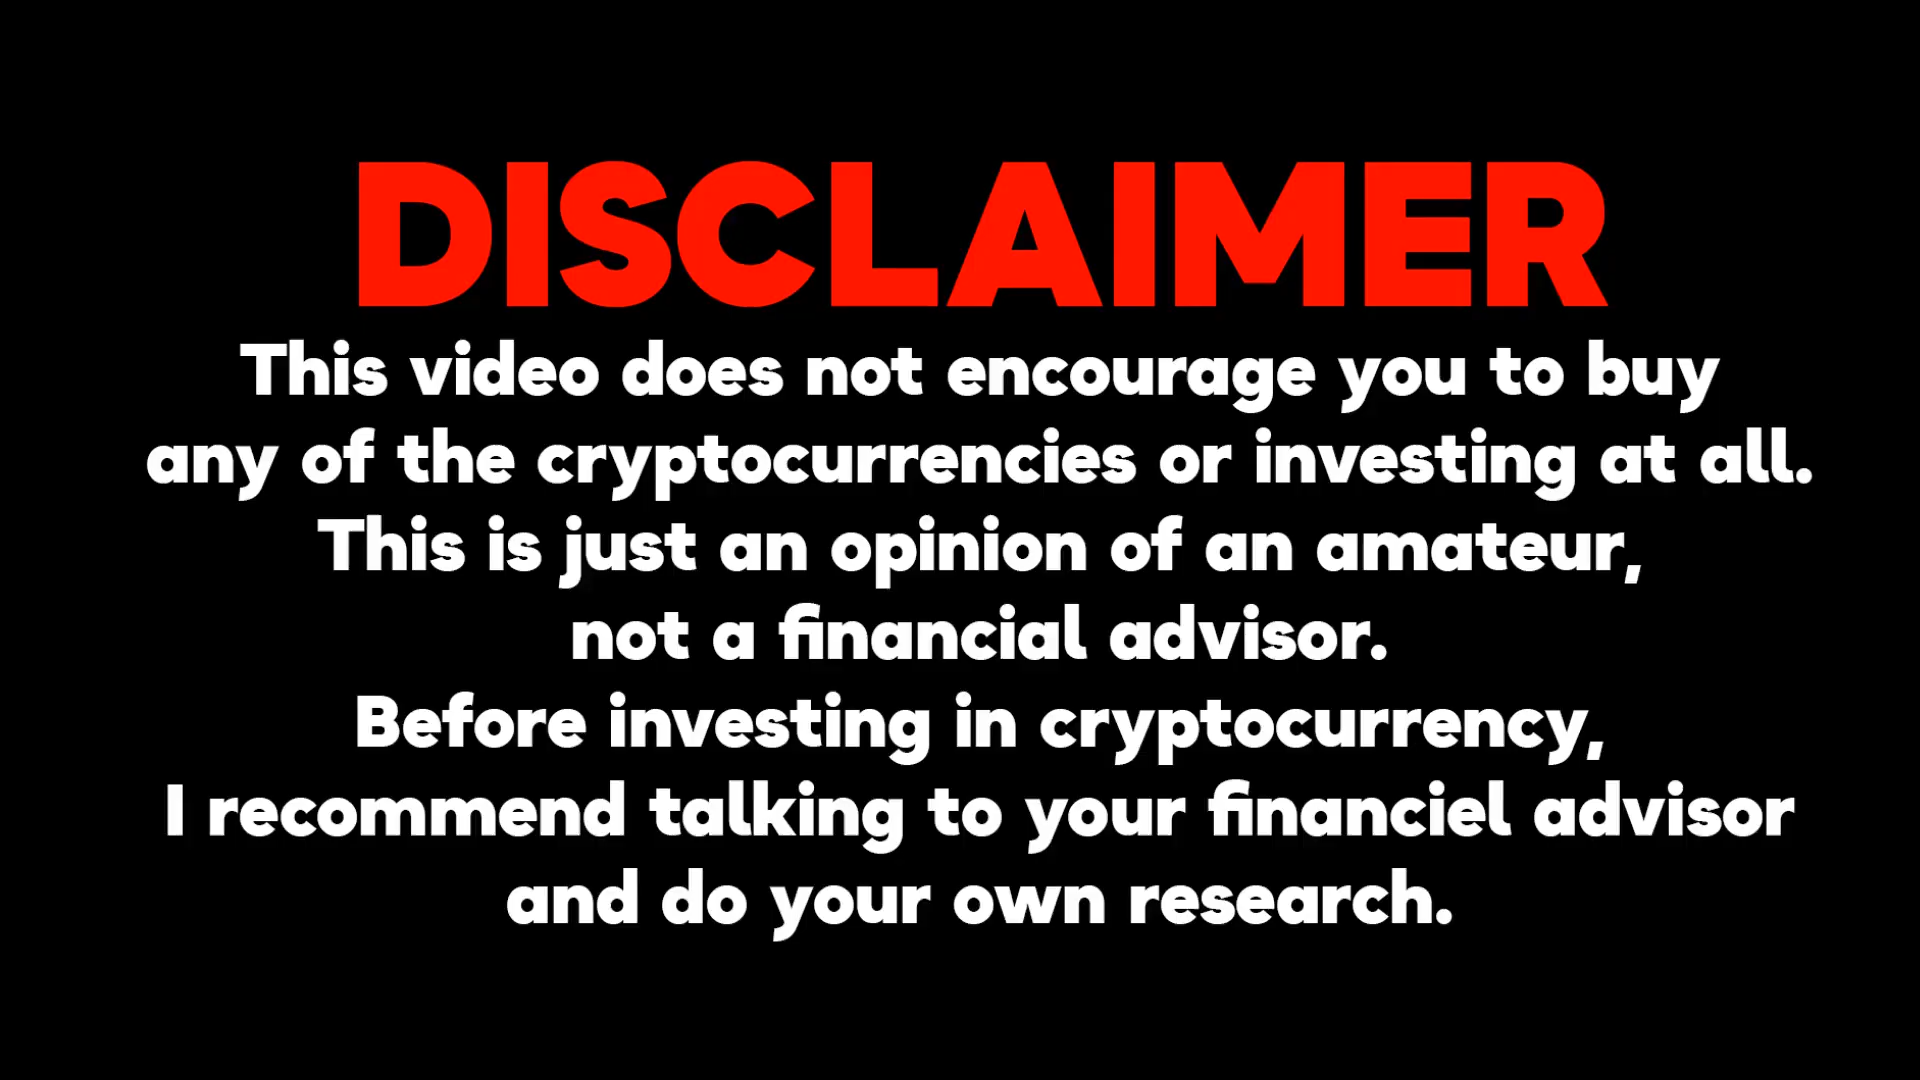 DISCLAIMER
This video does not encourage you to buy
any of the cryptocurrencies or investing at all.
This is just an opinion of an amateur,
not a financial advisor.
Before investing in cryptocurrency,
I recommend talking to your financiel advisor
and do your own research.